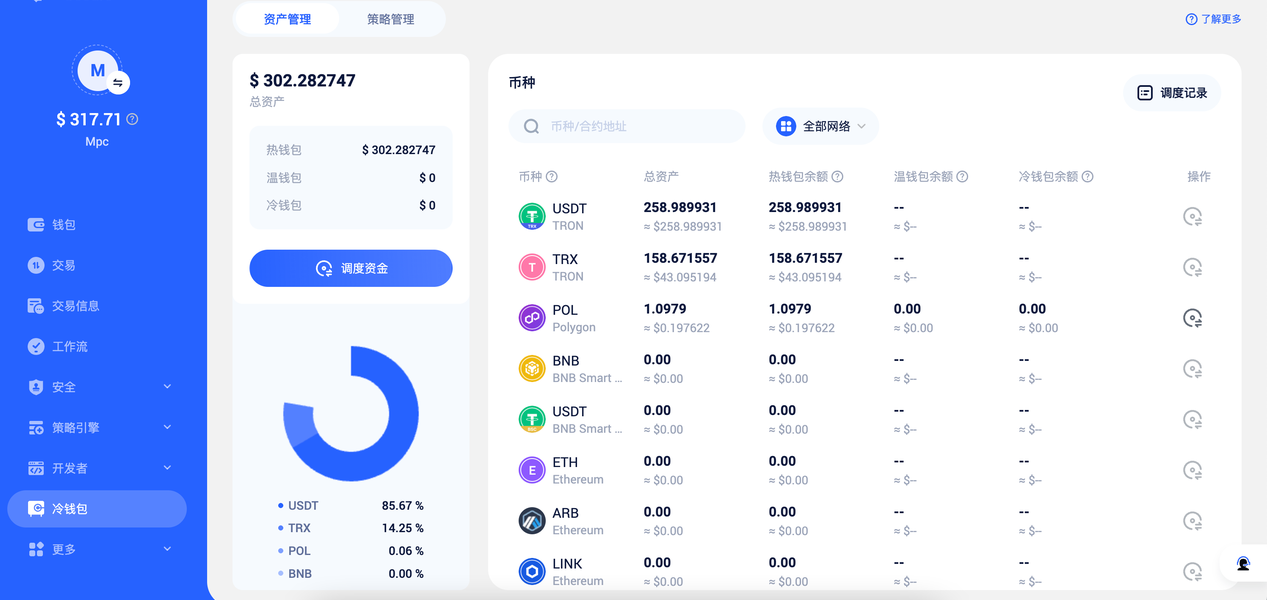 M
$ 317.71
Mpc
钱包
交易
交易信息
工作流
安全
策略引擎
开发者
冷钱包
更多
资产管理
策略管理
了解更多
$ 302.282747
总资产
热钱包
$ 302.282747
温钱包
$ 0
冷钱包
$ 0
调度资金
USDT 85.67 %
TRX 14.25 %
POL 0.06 %
BNB 0.00 %
币种
调度记录
币种/合约地址
全部网络
币种 总资产 热钱包余额 温钱包余额 冷钱包余额 操作
USDT 258.989931 258.989931 -- --
TRON ≈ $258.989931 ≈ $258.989931 ≈ $-- ≈ $--
TRX 158.671557 158.671557 -- --
TRON ≈ $43.095194 ≈ $43.095194 ≈ $-- ≈ $--
POL 1.0979 1.0979 0.00 0.00
Polygon ≈ $0.197622 ≈ $0.197622 ≈ $0.00 ≈ $0.00
BNB 0.00 0.00 -- --
BNB Smart ... ≈ $0.00 ≈ $0.00 ≈ $-- ≈ $--
USDT 0.00 0.00 -- --
BNB Smart ... ≈ $0.00 ≈ $0.00 ≈ $-- ≈ $--
ETH 0.00 0.00 -- --
Ethereum ≈ $0.00 ≈ $0.00 ≈ $-- ≈ $--
ARB 0.00 0.00 -- --
Ethereum ≈ $0.00 ≈ $0.00 ≈ $-- ≈ $--
LINK 0.00 0.00 -- --
Ethereum ≈ $0.00 ≈ $0.00 ≈ $-- ≈ $--